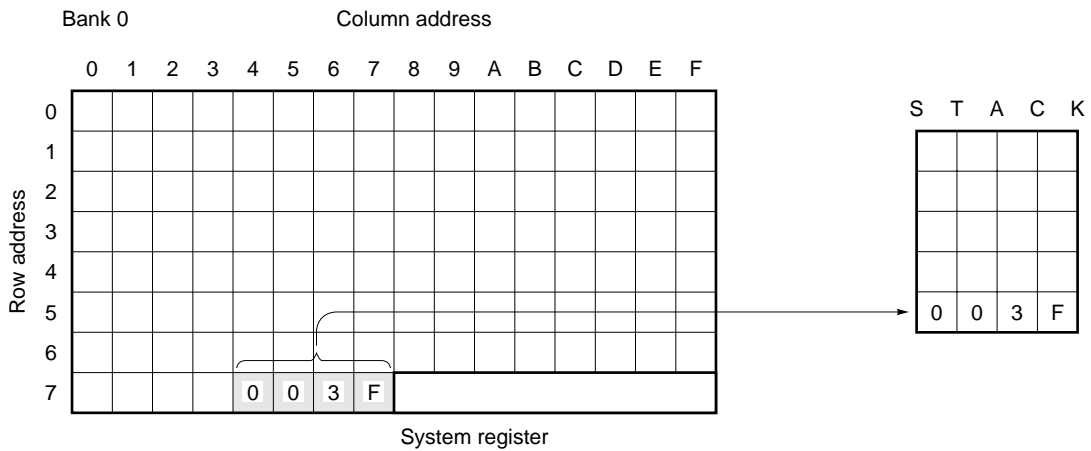 Bank 0 Column address
0 1 2 3 4 5 6 7 8 9 A B C D E F
S T A C K
Row address
0
1
2
3
4
5
6
7
0 0 3 F
0 0 3 F
System register